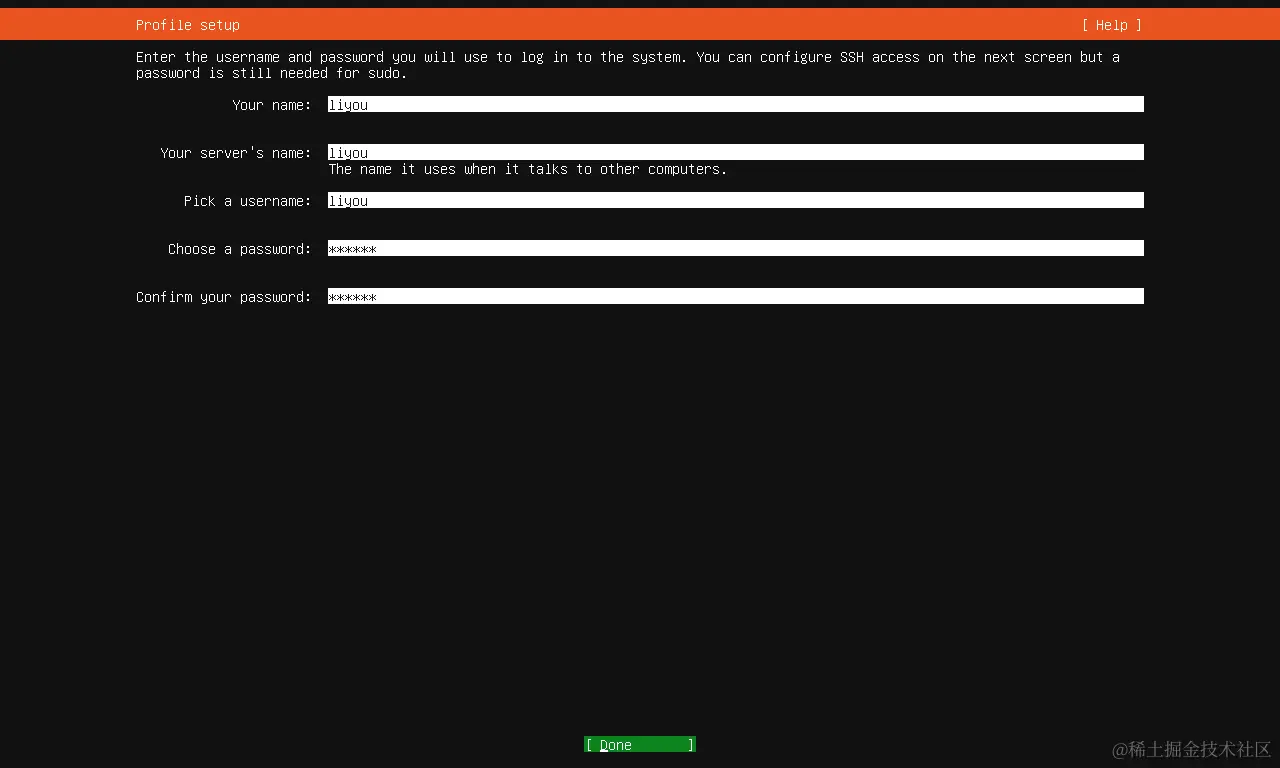 Profile setup [ Help ]
Enter the username and password you will use to log in to the system. You can configure SSH access on the next screen but a
password is still needed for sudo.
Your name: liyou
Your server's name: liyou
The name it uses when it talks to other computers.
Pick a username: liyou
Choose a password: ******
Confirm your password: ******
[ Done ]
@稀土掘金技术社区